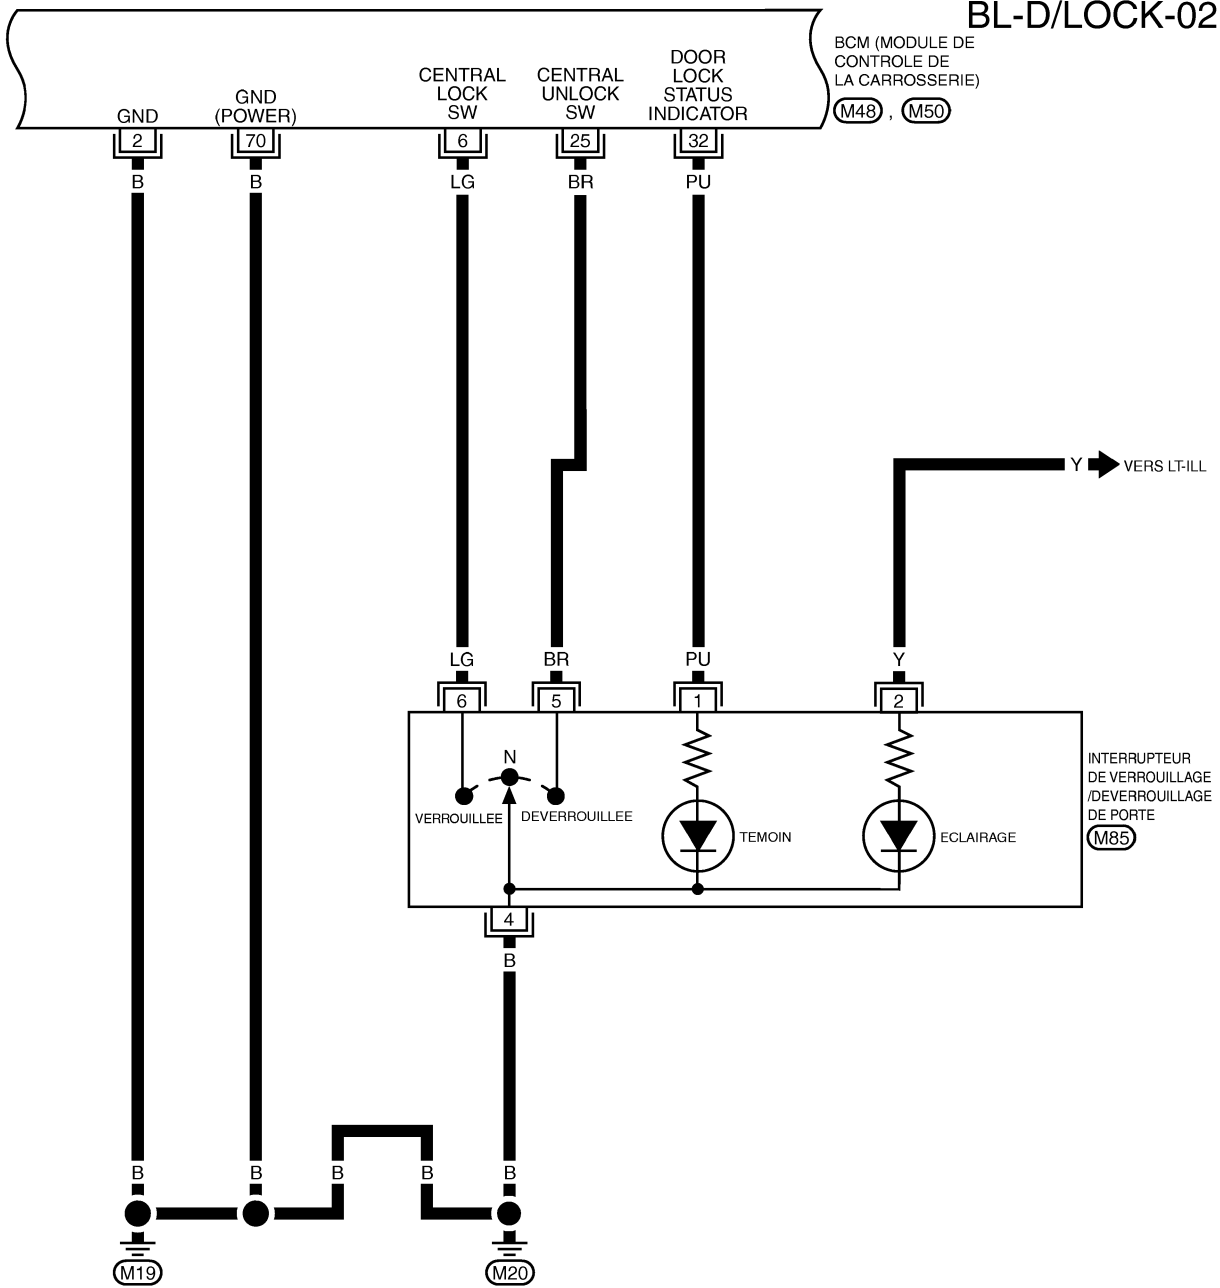 BL-D/LOCK-02
BCM (MODULE DE
CONTROLE DE
LA CARROSSERIE)
M48 , M50
GND
GND
(POWER)
CENTRAL
LOCK
SW
CENTRAL
UNLOCK
SW
DOOR
LOCK
STATUS
INDICATOR
2 70 6 25 32
B B LG BR PU
Y VERS LT-ILL
LG BR PU Y
6 5 1 2
N
VERROUILLEE
DEVERROUILLEE
TEMOIN
ECLAIRAGE
INTERRUPTEUR
DE VERROUILLAGE
/DEVERROUILLAGE
DE PORTE
M85
4
B
B B B B B
M19 M20